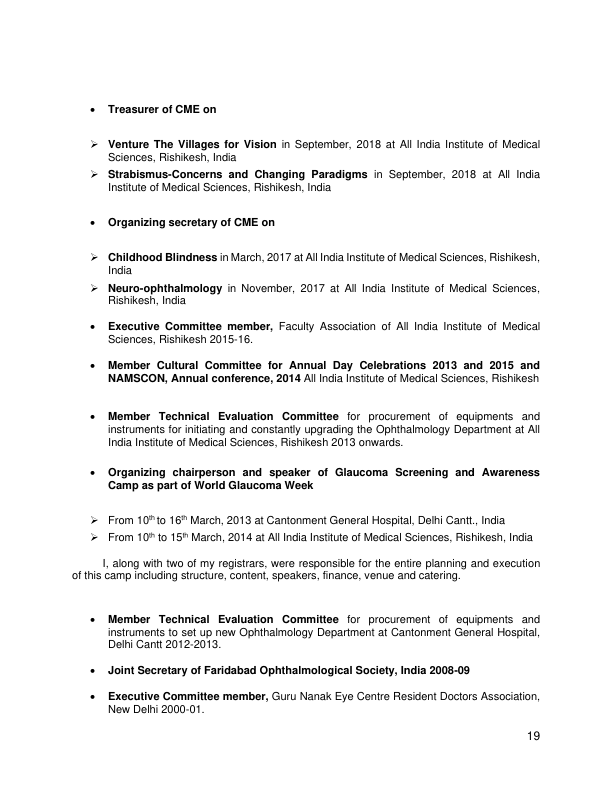 • Treasurer of CME on
➢ Venture The Villages for Vision in September, 2018 at All India Institute of Medical
Sciences, Rishikesh, India
➢ Strabismus-Concerns and Changing Paradigms in September, 2018 at All India
Institute of Medical Sciences, Rishikesh, India
• Organizing secretary of CME on
➢ Childhood Blindness in March, 2017 at All India Institute of Medical Sciences, Rishikesh,
India
➢ Neuro-ophthalmology in November, 2017 at All India Institute of Medical Sciences,
Rishikesh, India
• Executive Committee member, Faculty Association of All India Institute of Medical
Sciences, Rishikesh 2015-16.
• Member Cultural Committee for Annual Day Celebrations 2013 and 2015 and
NAMSCON, Annual conference, 2014 All India Institute of Medical Sciences, Rishikesh
• Member Technical Evaluation Committee for procurement of equipments and
instruments for initiating and constantly upgrading the Ophthalmology Department at All
India Institute of Medical Sciences, Rishikesh 2013 onwards.
• Organizing chairperson and speaker of Glaucoma Screening and Awareness
Camp as part of World Glaucoma Week
➢ From 10th to 16th March, 2013 at Cantonment General Hospital, Delhi Cantt., India
➢ From 10th to 15th March, 2014 at All India Institute of Medical Sciences, Rishikesh, India
I, along with two of my registrars, were responsible for the entire planning and execution
of this camp including structure, content, speakers, finance, venue and catering.
• Member Technical Evaluation Committee for procurement of equipments and
instruments to set up new Ophthalmology Department at Cantonment General Hospital,
Delhi Cantt 2012-2013.
• Joint Secretary of Faridabad Ophthalmological Society, India 2008-09
• Executive Committee member, Guru Nanak Eye Centre Resident Doctors Association,
New Delhi 2000-01.
19